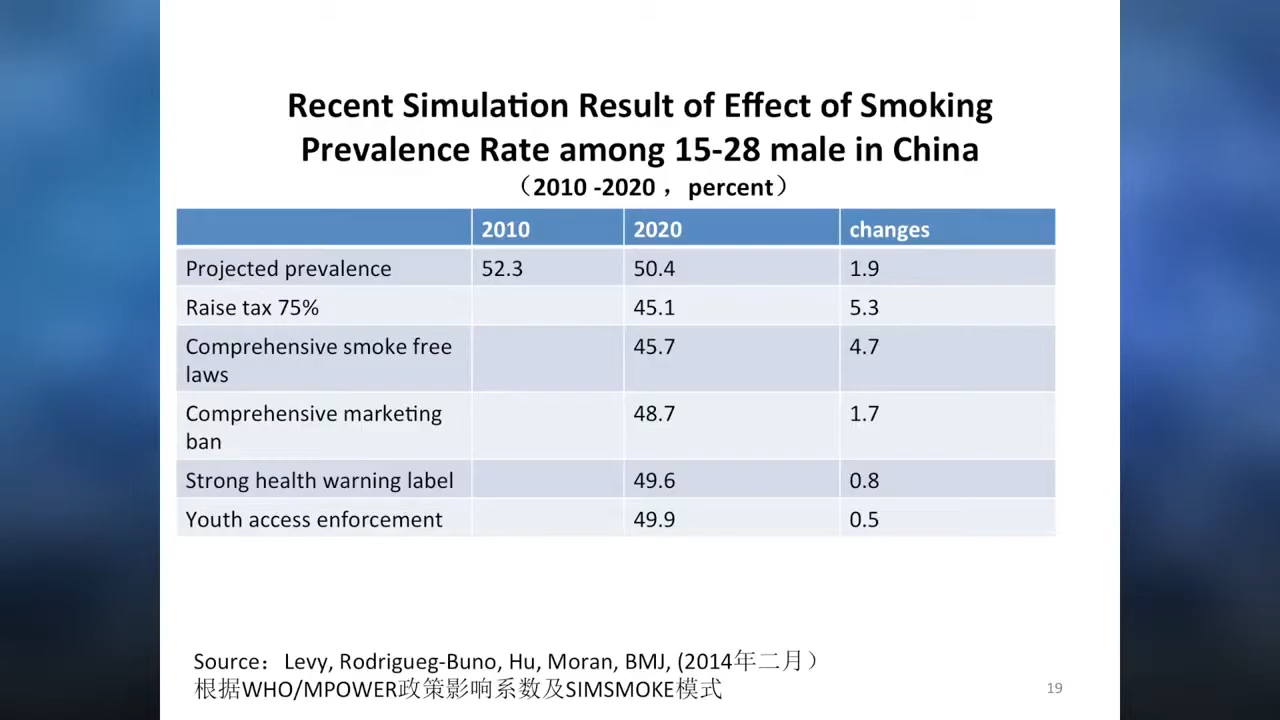 Recent Simulation Result of Effect of Smoking
Prevalence Rate among 15-28 male in China
（2010 -2020 ，percent）
2010 2020 changes
Projected prevalence 52.3 50.4 1.9
Raise tax 75% 45.1 5.3
Comprehensive smoke free 45.7 4.7
laws
Comprehensive marketing 48.7 1.7
ban
Strong health warning label 49.6 0.8
Youth access enforcement 49.9 0.5
Source：Levy, Rodrigueg-Buno, Hu, Moran, BMJ, (2014年二月）
根据WHO/MPOWER政策影响系数及SIMSMOKE模式
19